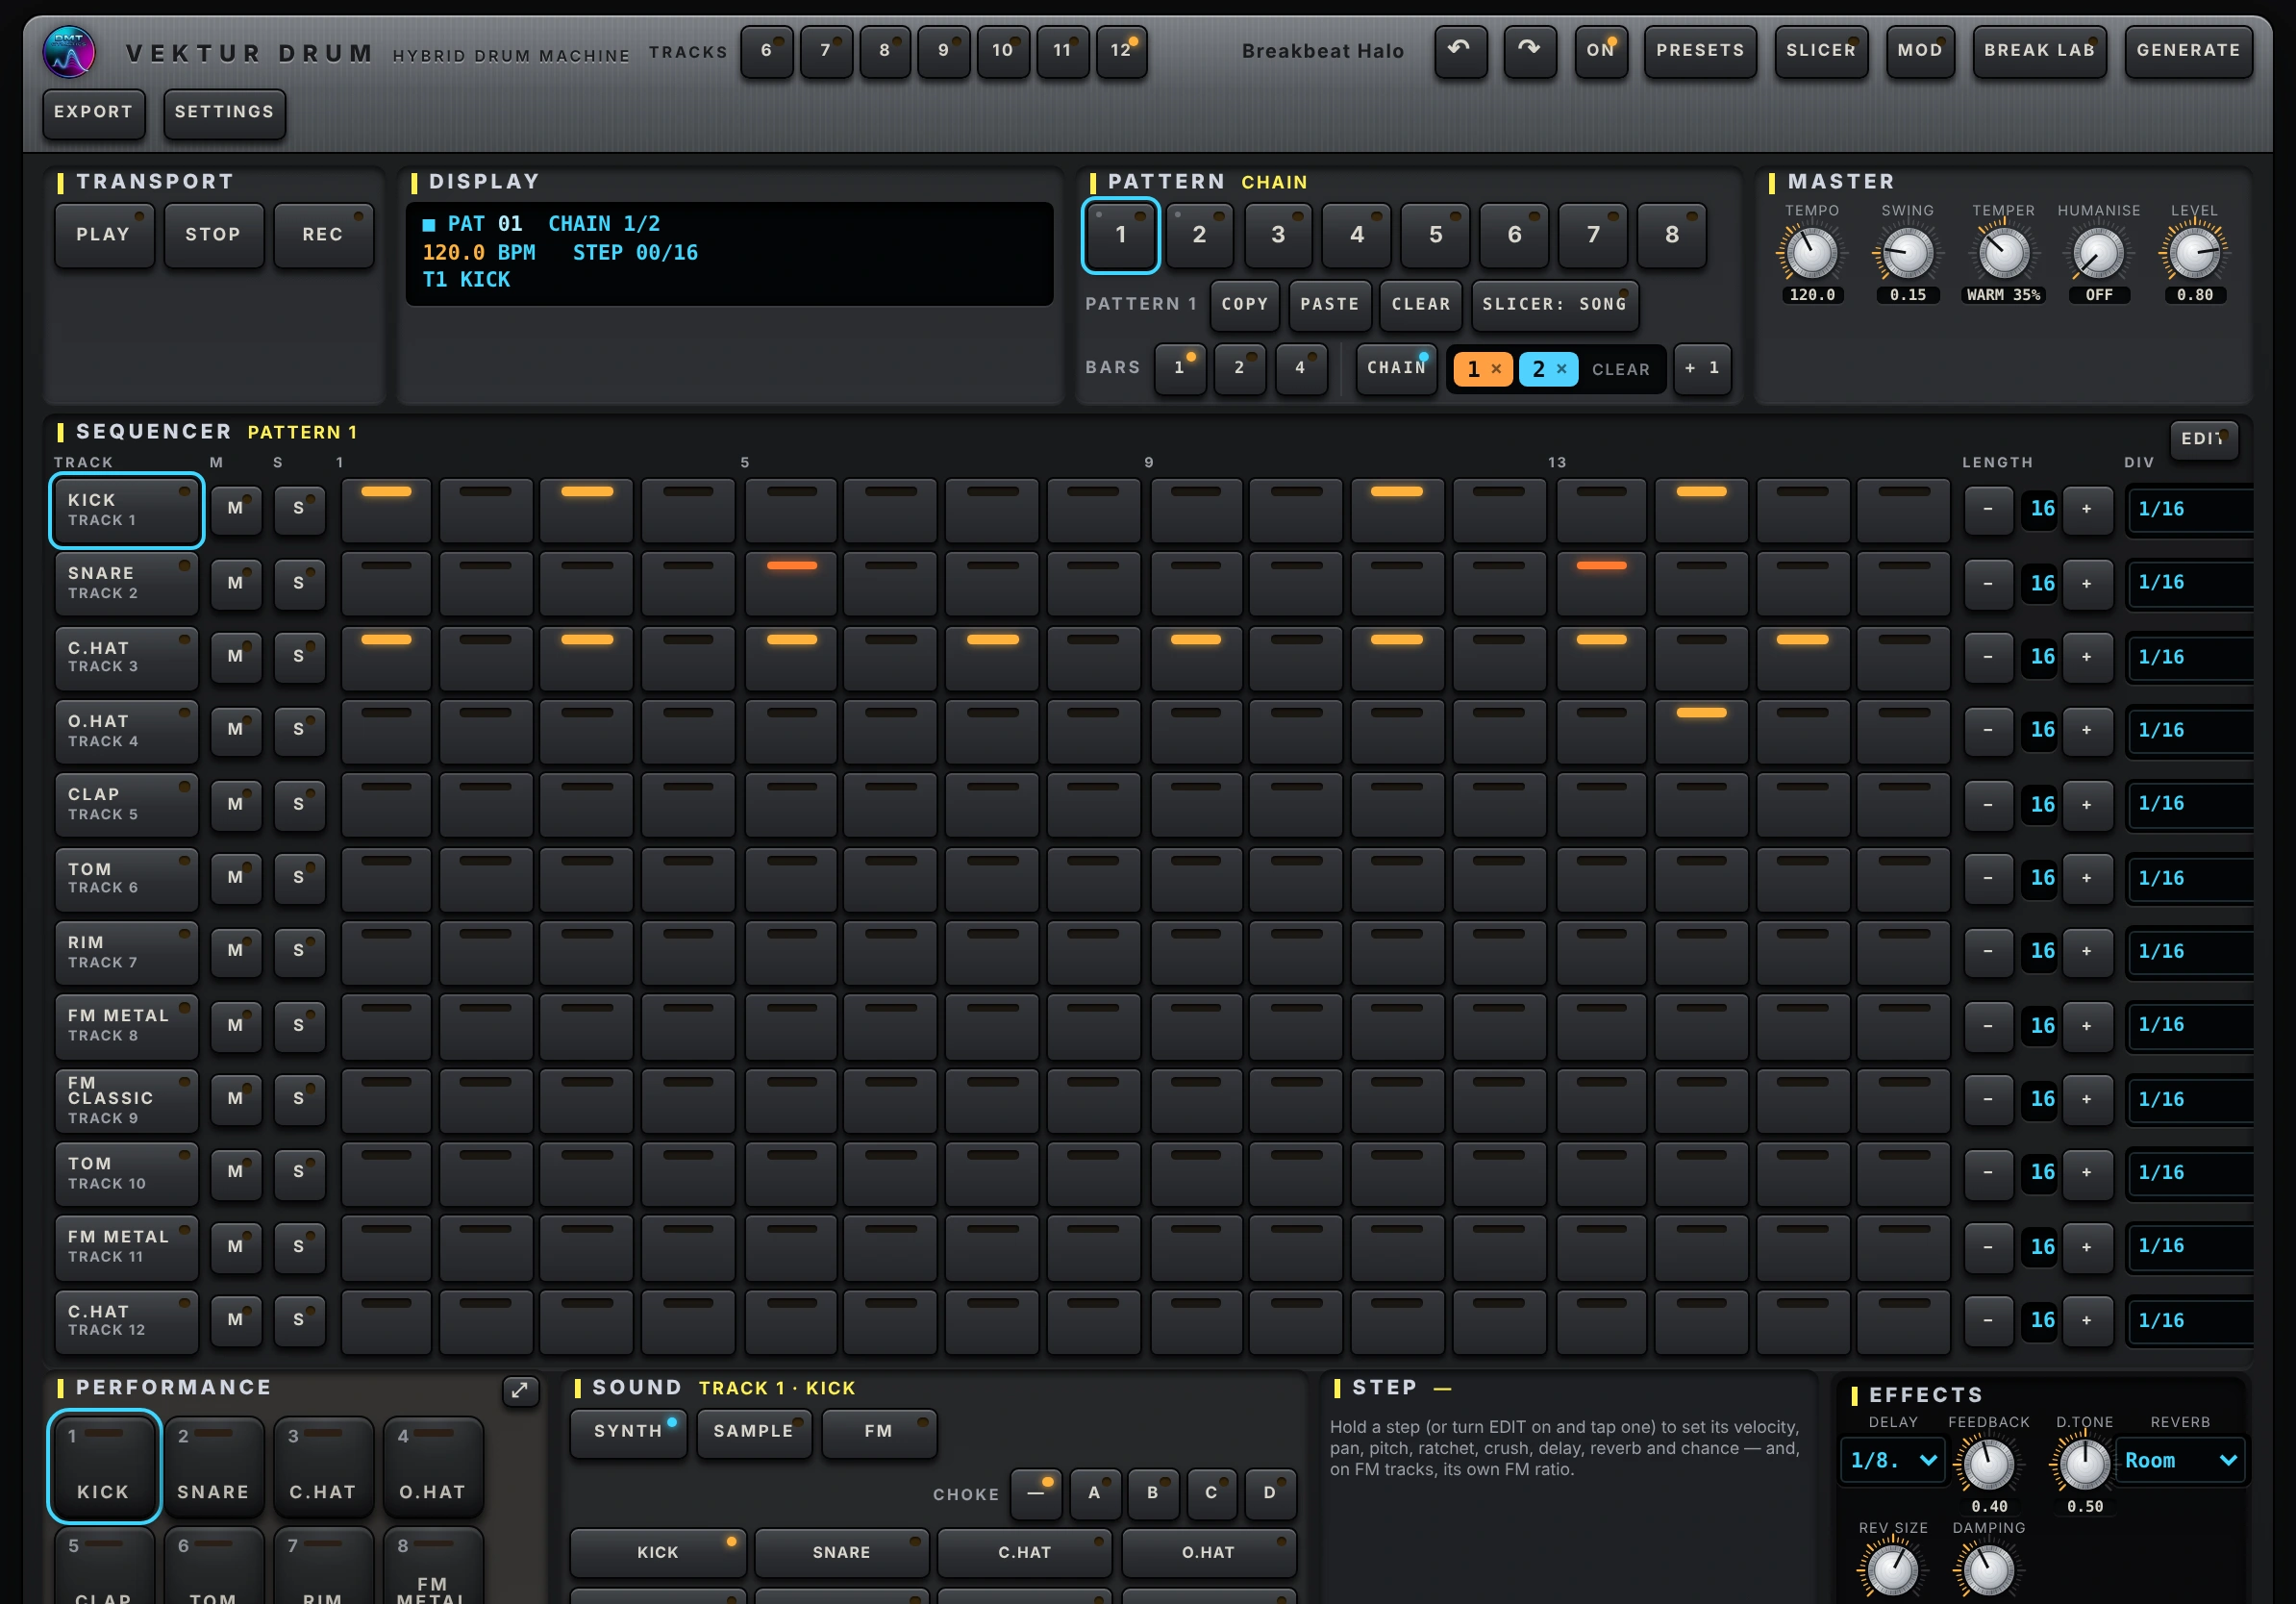 VEKTUR DRUM HYBRID DRUM MACHINE TRACKS 6 7 8 9 10 11 12 Breakbeat Halo ↶ ↷ ON PRESETS SLICER MOD BREAK LAB GENERATE
EXPORT SETTINGS
TRANSPORT
PLAY STOP REC
DISPLAY
■ PAT 01 CHAIN 1/2
120.0 BPM STEP 00/16
T1 KICK
PATTERN CHAIN
1 2 3 4 5 6 7 8
PATTERN 1 COPY PASTE CLEAR SLICER: SONG
BARS 1 2 4 CHAIN 1 × 2 × CLEAR + 1
MASTER
TEMPO SWING TEMPER HUMANISE LEVEL
120.0 0.15 WARM 35% OFF 0.80
SEQUENCER PATTERN 1 EDIT
TRACK M S 1 5 9 13 LENGTH DIV
KICK
TRACK 1 M S − 16 + 1/16
SNARE
TRACK 2 M S − 16 + 1/16
C.HAT
TRACK 3 M S − 16 + 1/16
O.HAT
TRACK 4 M S − 16 + 1/16
CLAP
TRACK 5 M S − 16 + 1/16
TOM
TRACK 6 M S − 16 + 1/16
RIM
TRACK 7 M S − 16 + 1/16
FM METAL
TRACK 8 M S − 16 + 1/16
FM
CLASSIC
TRACK 9 M S − 16 + 1/16
TOM
TRACK 10 M S − 16 + 1/16
FM METAL
TRACK 11 M S − 16 + 1/16
C.HAT
TRACK 12 M S − 16 + 1/16
PERFORMANCE
1 2 3 4
KICK SNARE C.HAT O.HAT
5 6 7 8
CLAP TOM RIM FM
METAL
SOUND TRACK 1 · KICK
SYNTH SAMPLE FM
CHOKE — A B C D
KICK SNARE C.HAT O.HAT
STEP —
Hold a step (or turn EDIT on and tap one) to set its velocity,
pan, pitch, ratchet, crush, delay, reverb and chance — and,
on FM tracks, its own FM ratio.
EFFECTS
DELAY FEEDBACK D.TONE REVERB
1/8. Room
0.40 0.50
REV SIZE DAMPING